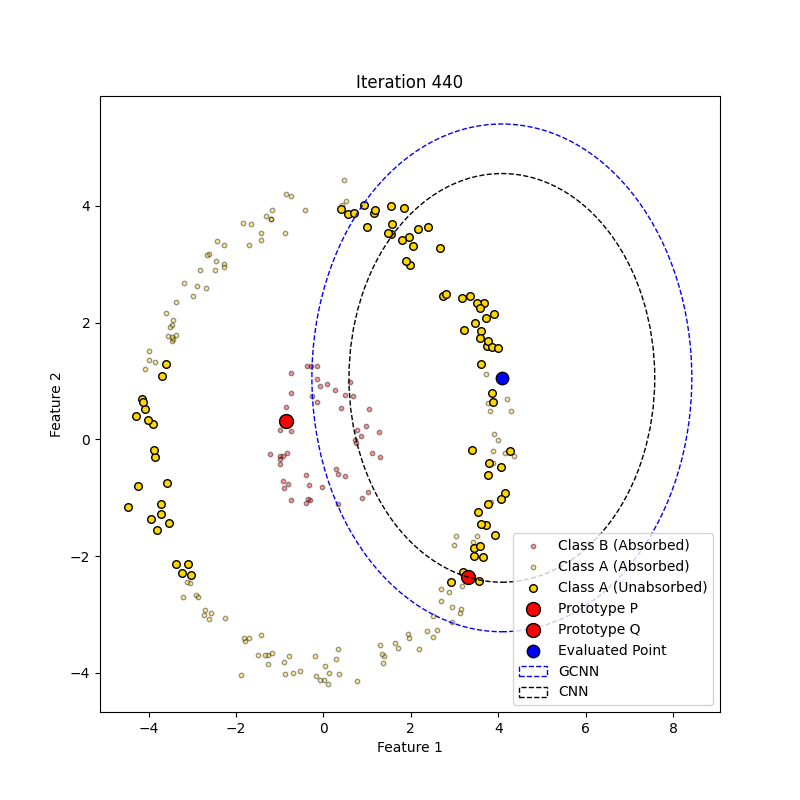 Iteration 440
Feature 2
4
2
0
−2
−4
−4
−2
0
2
4
6
8
Feature 1
Class B (Absorbed)
Class A (Absorbed)
Class A (Unabsorbed)
Prototype P
Prototype Q
Evaluated Point
GCNN
CNN